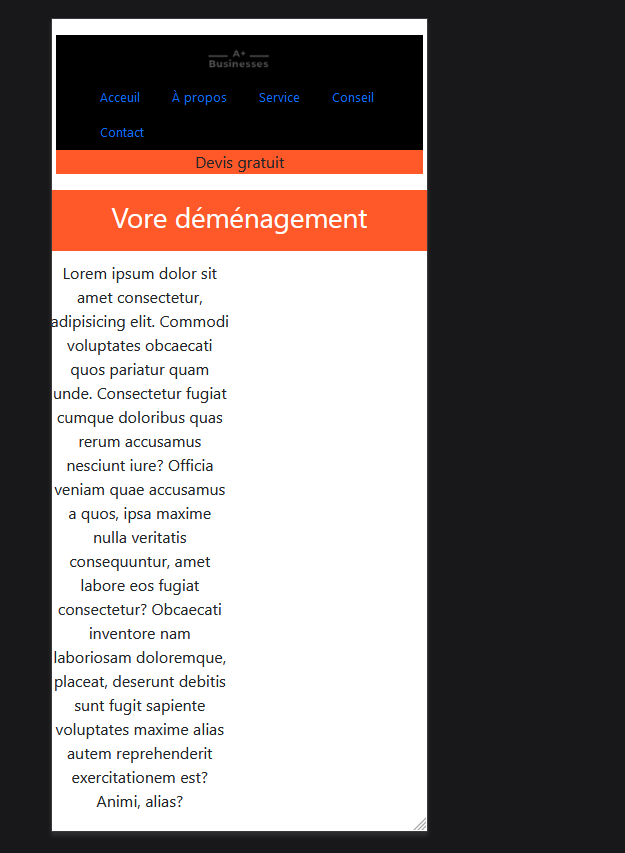 A+
Businesses
Acceuil À propos Service Conseil
Contact
Devis gratuit
Vore déménagement
Lorem ipsum dolor sit
amet consectetur,
adipisicing elit. Commodi
voluptates obcaecati
quos pariatur quam
unde. Consectetur fugiat
cumque doloribus quas
rerum accusamus
nesciunt iure? Officia
veniam quae accusamus
a quos, ipsa maxime
nulla veritatis
consequuntur, amet
labore eos fugiat
consectetur? Obcaecati
inventore nam
laboriosam doloremque,
placeat, deserunt debitis
sunt fugit sapiente
voluptates maxime alias
autem reprehenderit
exercitationem est?
Animi, alias?